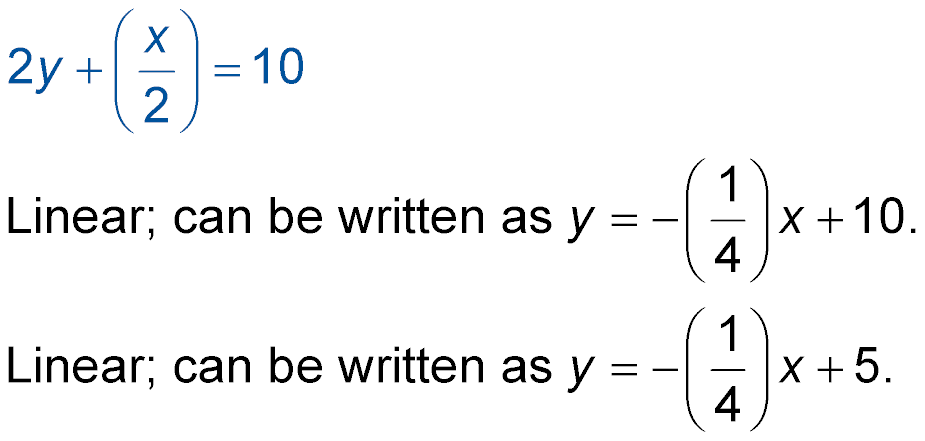 2y + (x/2) = 10
Linear; can be written as y = −(1/4)x + 10.
Linear; can be written as y = −(1/4)x + 5.